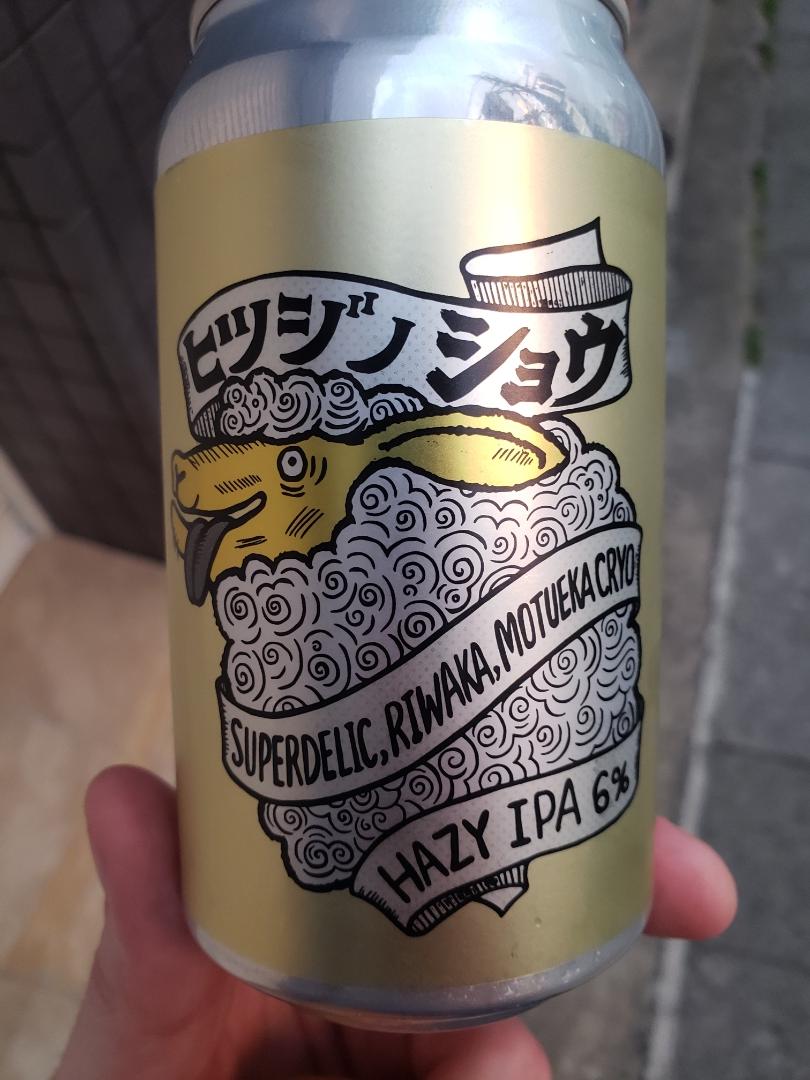 ヒツジノショウ
SUPERDELIC, RIWAKA, MOTUEKA CRYO
HAZY IPA 6%